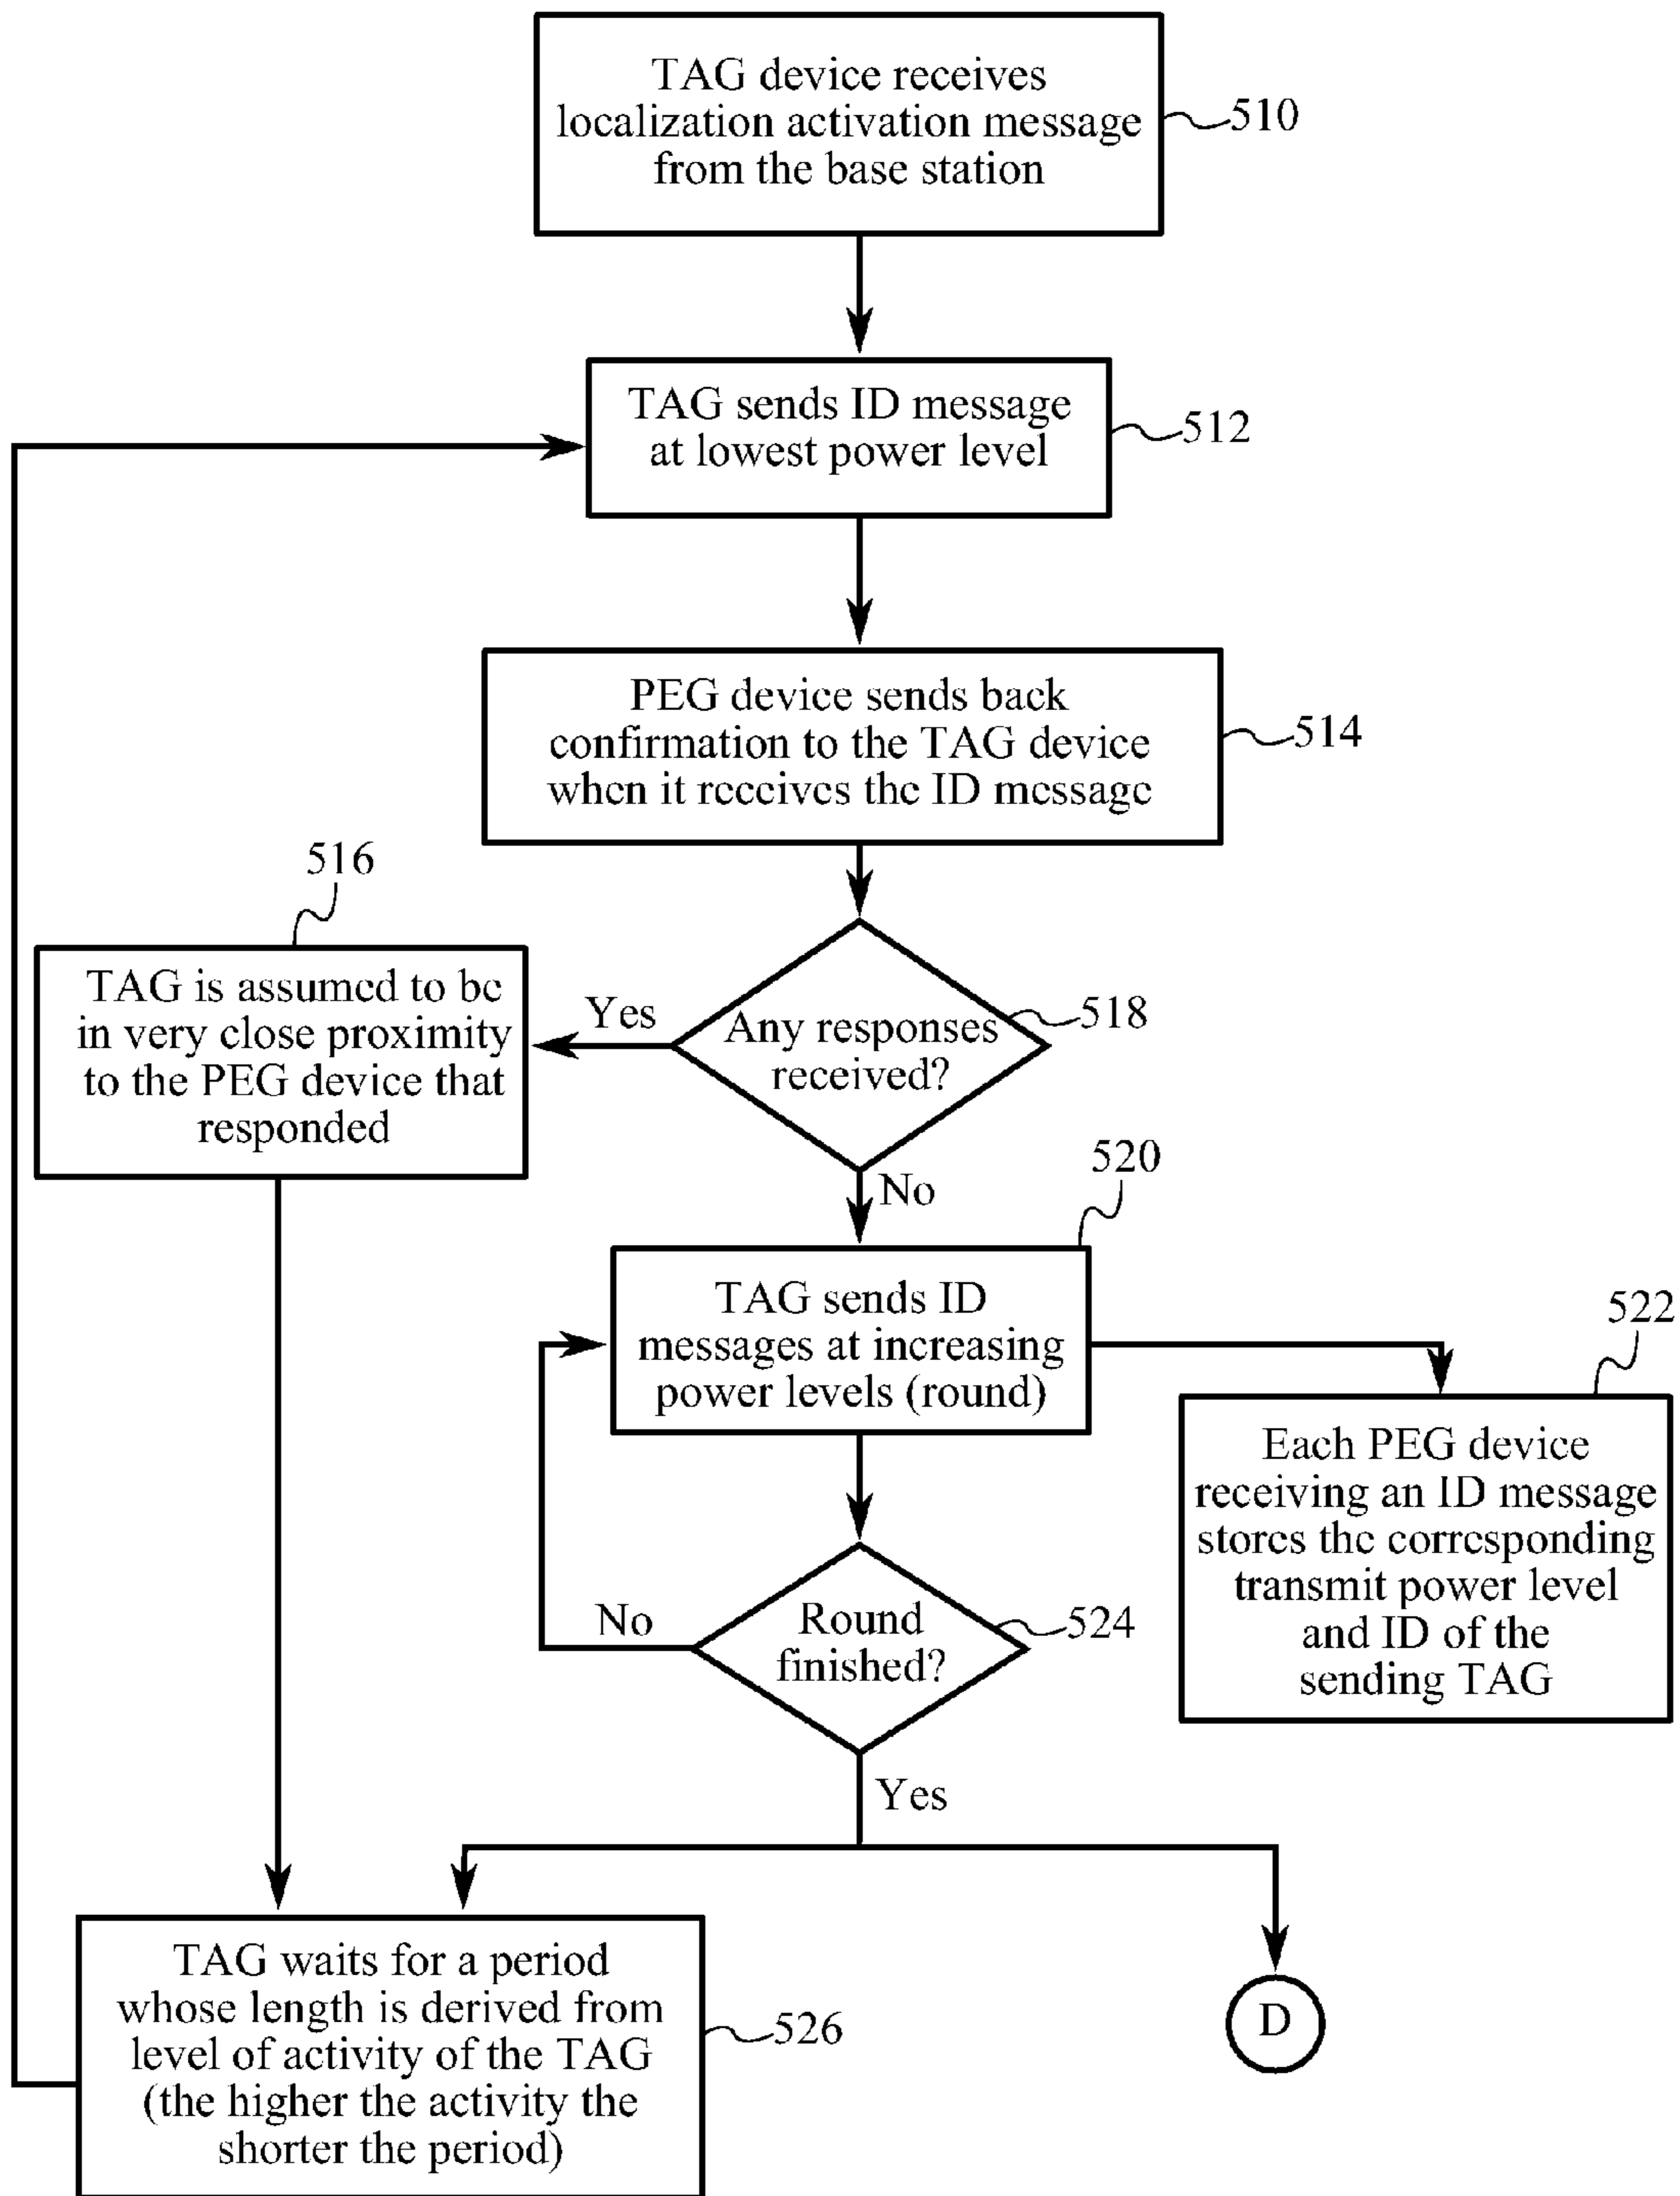 TAG device receives
localization activation message
from the base station
510
TAG sends ID message
at lowest power level
512
PEG device sends back
confirmation to the TAG device
when it receives the ID message
514
516
TAG is assumed to be
in very close proximity
to the PEG device that
responded
Yes
Any responses
received?
518
No
520
TAG sends ID
messages at increasing
power levels (round)
522
Each PEG device
receiving an ID message
stores the corresponding
transmit power level
and ID of the
sending TAG
No
Round
finished?
524
Yes
TAG waits for a period
whose length is derived from
level of activity of the TAG
(the higher the activity the
shorter the period)
526
D